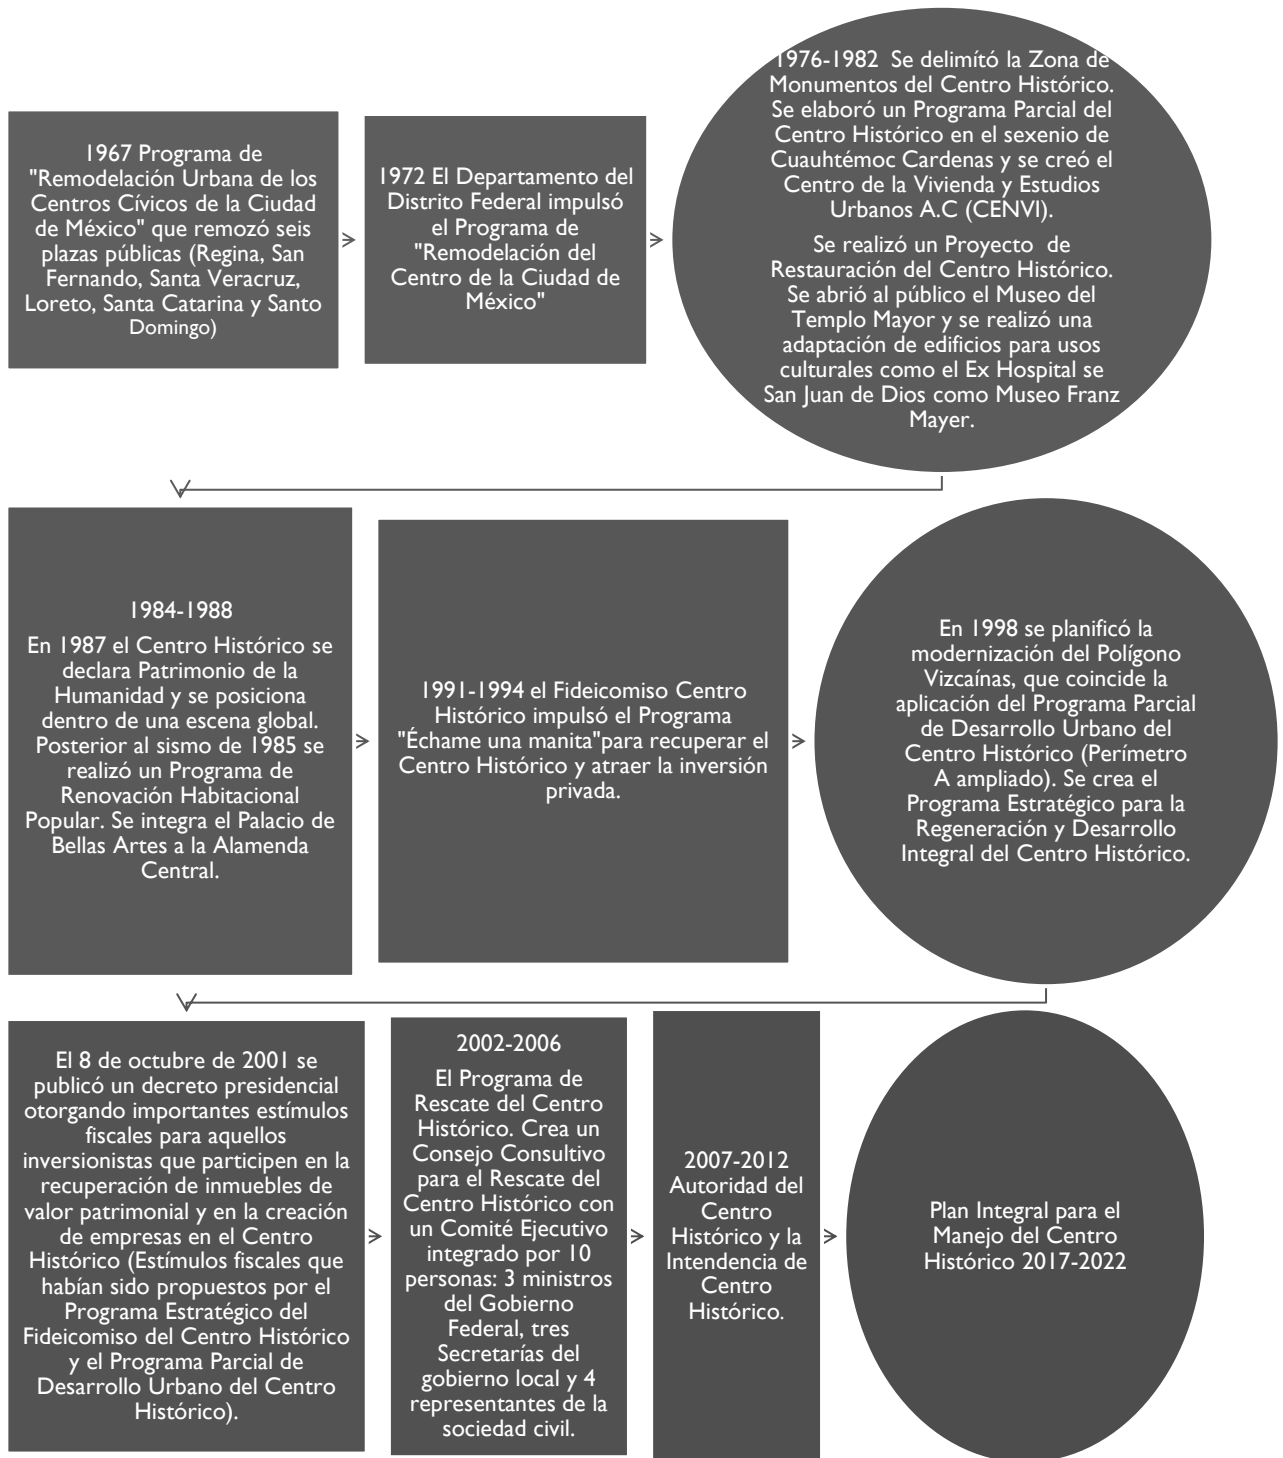 1967 Programa de
"Remodelación Urbana de los
Centros Cívicos de la Ciudad
de México" que remozó seis
plazas públicas (Regina, San
Fernando, Santa Veracruz,
Loreto, Santa Catarina y Santo
Domingo)
1972 El Departamento del
Distrito Federal impulsó
el Programa de
"Remodelación del
Centro de la Ciudad de
México"
1976-1982 Se delimító la Zona de
Monumentos del Centro Histórico.
Se elaboró un Programa Parcial del
Centro Histórico en el sexenio de
Cuauhtémoc Cardenas y se creó el
Centro de la Vivienda y Estudios
Urbanos A.C (CENVI).
Se realizó un Proyecto de
Restauración del Centro Histórico.
Se abrió al público el Museo del
Templo Mayor y se realizó una
adaptación de edificios para usos
culturales como el Ex Hospital se
San Juan de Dios como Museo Franz
Mayer.
1984-1988
En 1987 el Centro Histórico se
declara Patrimonio de la
Humanidad y se posiciona
dentro de una escena global.
Posterior al sismo de 1985 se
realizó un Programa de
Renovación Habitacional
Popular. Se integra el Palacio de
Bellas Artes a la Alamenda
Central.
1991-1994 el Fideicomiso Centro
Histórico impulsó el Programa
"Échame una manita"para recuperar el
Centro Histórico y atraer la inversión
privada.
En 1998 se planificó la
modernización del Polígono
Vizcaínas, que coincide la
aplicación del Programa Parcial
de Desarrollo Urbano del
Centro Histórico (Perímetro
A ampliado). Se crea el
Programa Estratégico para la
Regeneración y Desarrollo
Integral del Centro Histórico.
El 8 de octubre de 2001 se
publicó un decreto presidencial
otorgando importantes estímulos
fiscales para aquellos
inversionistas que participen en la
recuperación de inmuebles de
valor patrimonial y en la creación
de empresas en el Centro
Histórico (Estímulos fiscales que
habían sido propuestos por el
Programa Estratégico del
Fideicomiso del Centro Histórico
y el Programa Parcial de
Desarrollo Urbano del Centro
Histórico).
2002-2006
El Programa de
Rescate del Centro
Histórico. Crea un
Consejo Consultivo
para el Rescate del
Centro Histórico con
un Comité Ejecutivo
integrado por 10
personas: 3 ministros
del Gobierno
Federal, tres
Secretarías del
gobierno local y 4
representantes de la
sociedad civil.
2007-2012
Autoridad del
Centro
Histórico y la
Intendencia de
Centro
Histórico.
Plan Integral para el
Manejo del Centro
Histórico 2017-2022